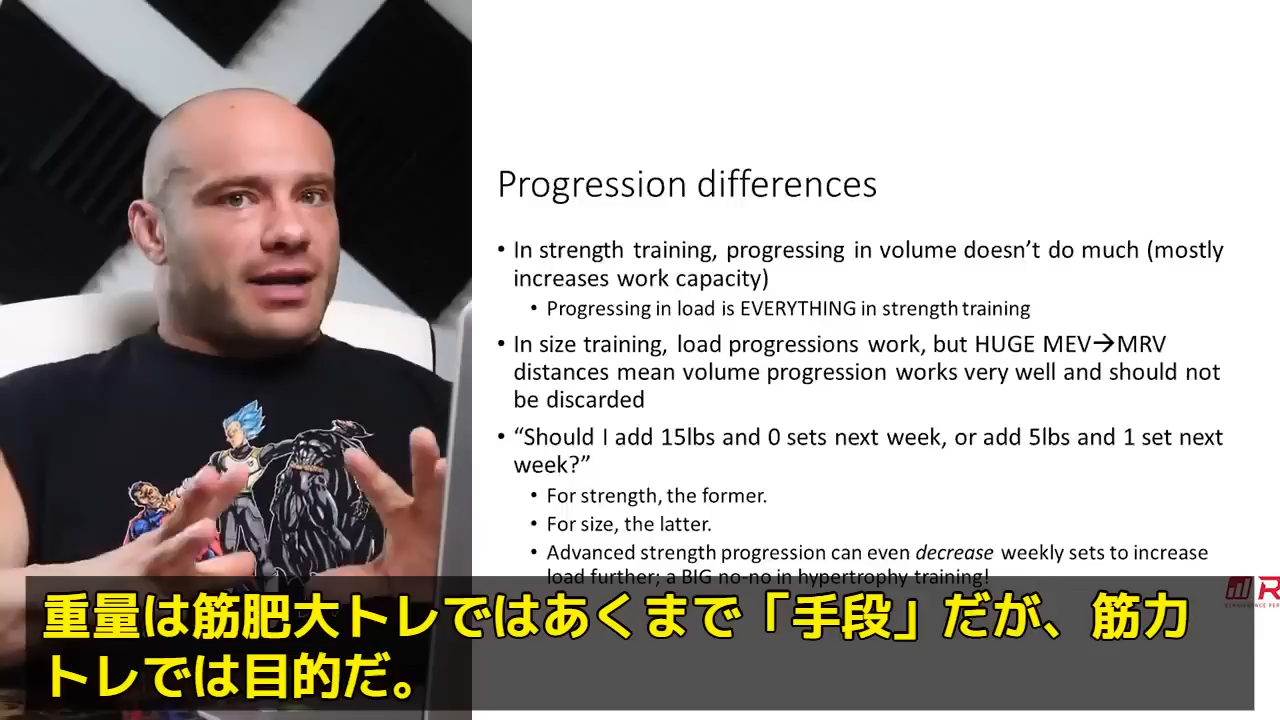 Progression differences
• In strength training, progressing in volume doesn't do much (mostly
increases work capacity)
• Progressing in load is EVERYTHING in strength training
• In size training, load progressions work, but HUGE MEV→MRV
distances mean volume progression works very well and should not
be discarded
• “Should I add 15lbs and 0 sets next week, or add 5lbs and 1 set next
week?”
• For strength, the former.
• For size, the latter.
• Advanced strength progression can even decrease weekly sets to increase
load further; a BIG no-no in hypertrophy training!
重量は筋肥大トレではあくまで「手段」だが、筋力
トレでは目的だ。